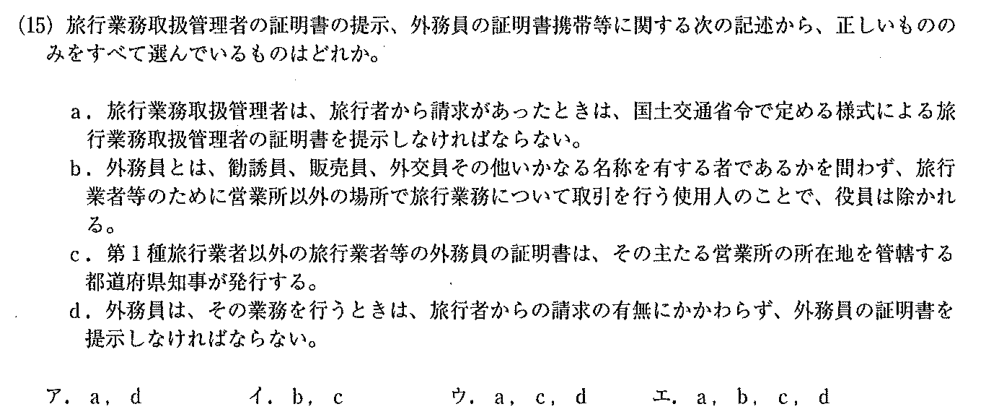 (15) 旅行業務取扱管理者の証明書の提示、外務員の証明書携帯等に関する次の記述から、正しいものの
みをすべて選んでいるものはどれか。
a．旅行業務取扱管理者は、旅行者から請求があったときは、国土交通省令で定める様式による旅
行業務取扱管理者の証明書を提示しなければならない。
b．外務員とは、勧誘員、販売員、外交員その他いかなる名称を有する者であるかを問わず、旅行
業者等のために営業所以外の場所で旅行業務について取引を行う使用人のことで、役員は除かれ
る。
c．第１種旅行業者以外の旅行業者等の外務員の証明書は、その主たる営業所の所在地を管轄する
都道府県知事が発行する。
d．外務員は、その業務を行うときは、旅行者からの請求の有無にかかわらず、外務員の証明書を
提示しなければならない。
ア．a，d　イ．b，c　ウ．a，c，d　エ．a，b，c，d